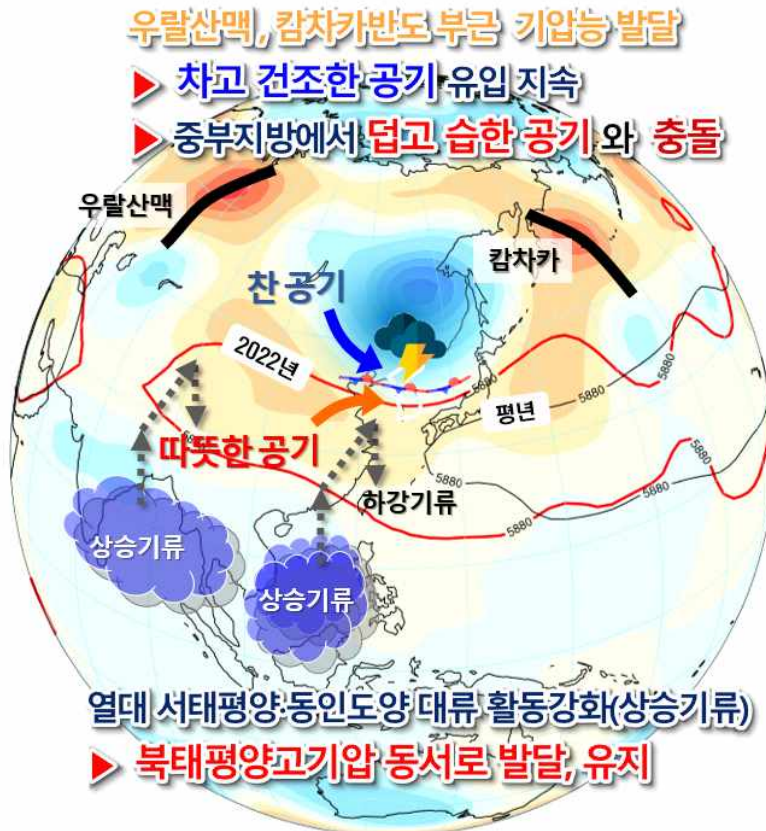 우랄산맥, 캄차카반도 부근 기압능 발달
▶ 차고 건조한 공기 유입 지속
▶ 중부지방에서 덥고 습한 공기 와 충돌
우랄산맥
캄차카
찬 공기
2022년
5880
5880
평년
따뜻한 공기
5880
5880
5880
하강기류
상승기류
상승기류
열대 서태평양·동인도양 대류 활동강화(상승기류)
▶ 북태평양고기압 동서로 발달, 유지